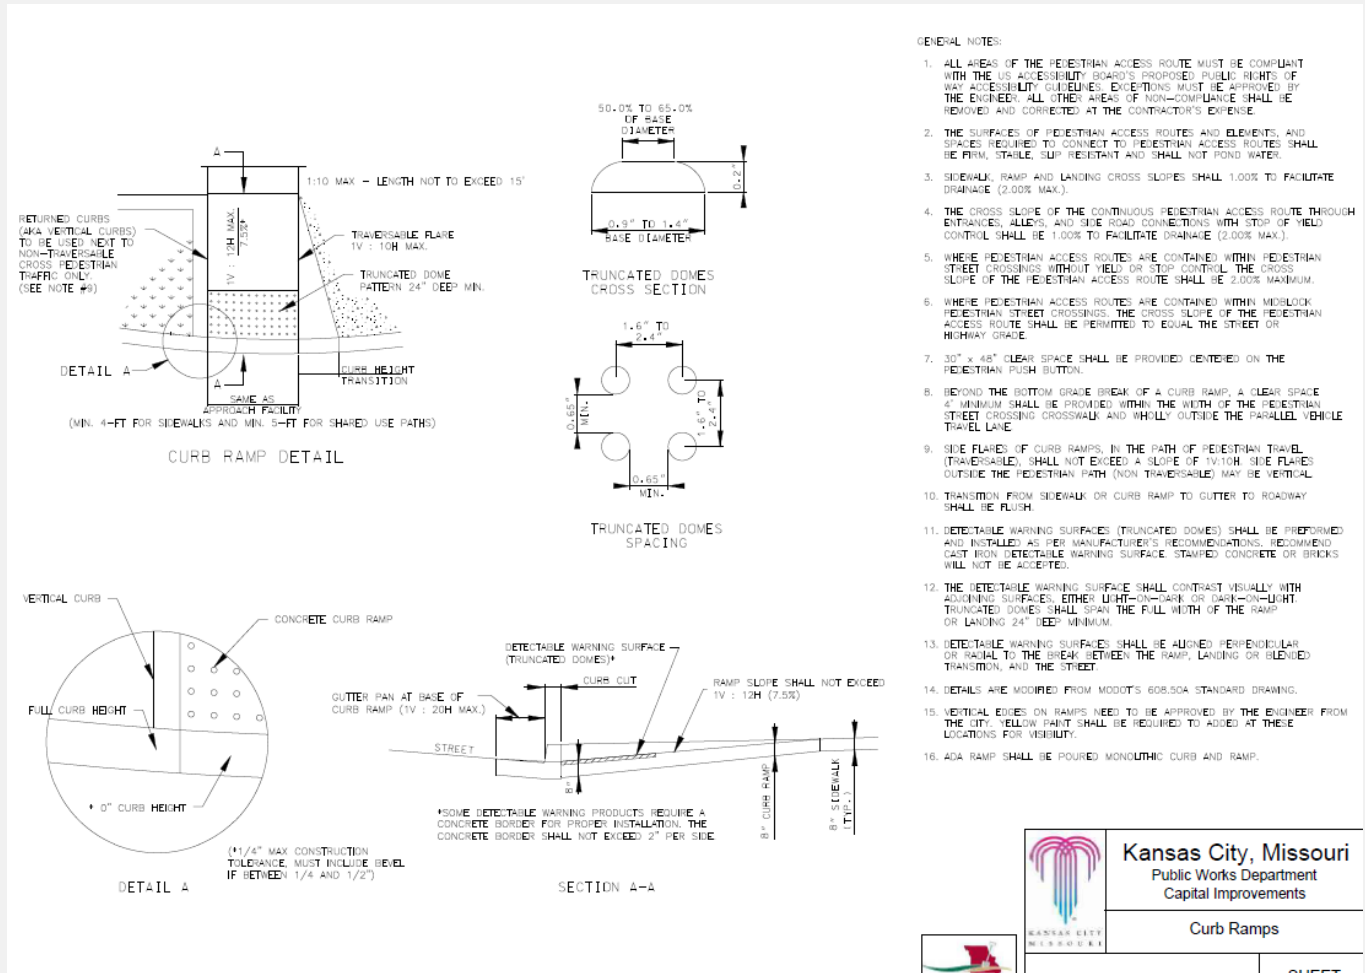 GENERAL NOTES:
1. ALL AREAS OF THE PEDESTRIAN ACCESS ROUTE MUST BE COMPLIANT
WITH THE US ACCESSIBILITY BOARD'S PROPOSED PUBLIC RIGHTS OF
WAY ACCESSIBILITY GUIDELINES. EXCEPTIONS MUST BE APPROVED BY
THE ENGINEER. ALL OTHER AREAS OF NON-COMPLIANCE SHALL BE
REMOVED AND CORRECTED AT THE CONTRACTOR'S EXPENSE.
2. THE SURFACES OF PEDESTRIAN ACCESS ROUTES AND ELEMENTS, AND
SPACES REQUIRED TO CONNECT TO PEDESTRIAN ACCESS ROUTES SHALL
BE FIRM, STABLE, SLIP RESISTANT AND SHALL NOT POND WATER.
3. SIDEWALK, RAMP AND LANDING CROSS SLOPES SHALL 1.00% TO FACILITATE
DRAINAGE (2.00% MAX.).
4. THE CROSS SLOPE OF THE CONTINUOUS PEDESTRIAN ACCESS ROUTE THROUGH
ENTRANCES, ALLEYS, AND SIDE ROAD CONNECTIONS WITH STOP OF YIELD
CONTROL SHALL BE 1.00% TO FACILITATE DRAINAGE (2.00% MAX.).
5. WHERE PEDESTRIAN ACCESS ROUTES ARE CONTAINED WITHIN PEDESTRIAN
STREET CROSSINGS WITHOUT YIELD OR STOP CONTROL THE CROSS
SLOPE OF THE PEDESTRIAN ACCESS ROUTE SHALL BE 2.00% MAXIMUM.
6. WHERE PEDESTRIAN ACCESS ROUTES ARE CONTAINED WITHIN MIDBLOCK
PEDESTRIAN STREET CROSSINGS. THE CROSS SLOPE OF THE PEDESTRIAN
ACCESS ROUTE SHALL BE PERMITTED TO EQUAL THE STREET OR
HIGHWAY GRADE.
7. 30" x 48" CLEAR SPACE SHALL BE PROVIDED CENTERED ON THE
PEDESTRIAN PUSH BUTTON.
8. BEYOND THE BOTTOM GRADE BREAK OF A CURB RAMP, A CLEAR SPACE
4' MINIMUM SHALL BE PROVIDED WITHIN THE WIDTH OF THE PEDESTRIAN
STREET CROSSING CROSSWALK AND WHOLLY OUTSIDE THE PARALLEL VEHICLE
TRAVEL LANE
9. SIDE FLARES OF CURB RAMPS, IN THE PATH OF PEDESTRIAN TRAVEL
(TRAVERSABLE), SHALL NOT EXCEED A SLOPE OF 1V:10H. SIDE FLARES
OUTSIDE THE PEDESTRIAN PATH (NON TRAVERSABLE) MAY BE VERTICAL
10. TRANSITION FROM SIDEWALK OR CURB RAMP TO GUTTER TO ROADWAY
SHALL BE FLUSH.
11. DETECTABLE WARNING SURFACES (TRUNCATED DOMES) SHALL BE PREFORMED
AND INSTALLED AS PER MANUFACTURER'S RECOMMENDATIONS. RECOMMEND
CAST IRON DETECTABLE WARNING SURFACE. STAMPED CONCRETE OR BRICKS
WILL NOT BE ACCEPTED.
12. THE DETECTABLE WARNING SURFACE SHALL CONTRAST VISUALLY WITH
ADJOINING SURFACES, EITHER LIGHT-ON-DARK OR DARK-ON-LIGHT.
TRUNCATED DOMES SHALL SPAN THE FULL WIDTH OF THE RAMP
OR LANDING 24" DEEP MINIMUM.
13. DETECTABLE WARNING SURFACES SHALL BE ALIGNED PERPENDICULAR
OR RADIAL TO THE BREAK BETWEEN THE RAMP, LANDING OR BLENDED
TRANSITION, AND THE STREET.
14. DETAILS ARE MODIFIED FROM MODOT'S 608.50A STANDARD DRAWING.
15. VERTICAL EDGES ON RAMPS NEED TO BE APPROVED BY THE ENGINEER FROM
THE CITY. YELLOW PAINT SHALL BE REQUIRED TO ADDED AT THESE
LOCATIONS FOR VISIBILITY.
16. ADA RAMP SHALL BE POURED MONOLITHIC CURB AND RAMP.
A
1:10 MAX - LENGTH NOT TO EXCEED 15'
RETURNED CURBS
(AKA VERTICAL CURBS)
TO BE USED NEXT TO
NON-TRAVERSABLE
CROSS PEDESTRIAN
TRAFFIC ONLY.
(SEE NOTE #9)
1V : 12H MAX.
7.5%*
TRAVERSABLE FLARE
1V : 10H MAX.
TRUNCATED DOME
PATTERN 24" DEEP MIN.
DETAIL A
A
CURB HEIGHT
TRANSITION
SAME AS
APPROACH FACILITY
(MIN. 4-FT FOR SIDEWALKS AND MIN. 5-FT FOR SHARED USE PATHS)
CURB RAMP DETAIL
50.0% TO 65.0%
OF BASE
DIAMETER
0.2"
0.9" TO 1.4"
BASE DIAMETER
TRUNCATED DOMES
CROSS SECTION
1.6" TO
2.4"
0.65"
MIN.
1.6" TO
2.4"
0.65"
MIN.
TRUNCATED DOMES
SPACING
VERTICAL CURB
CONCRETE CURB RAMP
FULL CURB HEIGHT
* 0" CURB HEIGHT
(*1/4" MAX CONSTRUCTION
TOLERANCE, MUST INCLUDE BEVEL
IF BETWEEN 1/4 AND 1/2")
DETAIL A
DETECTABLE WARNING SURFACE
(TRUNCATED DOMES)*
CURB CUT
GUTTER PAN AT BASE OF
CURB RAMP (1V : 20H MAX.)
RAMP SLOPE SHALL NOT EXCEED
1V : 12H (7.5%)
STREET
8"
8" CURB RAMP
8" SIDEWALK
(TYP.)
*SOME DETECTABLE WARNING PRODUCTS REQUIRE A
CONCRETE BORDER FOR PROPER INSTALLATION. THE
CONCRETE BORDER SHALL NOT EXCEED 2" PER SIDE.
SECTION A-A
KANSAS CITY
MISSOURI
Kansas City, Missouri
Public Works Department
Capital Improvements
Curb Ramps
SHEET